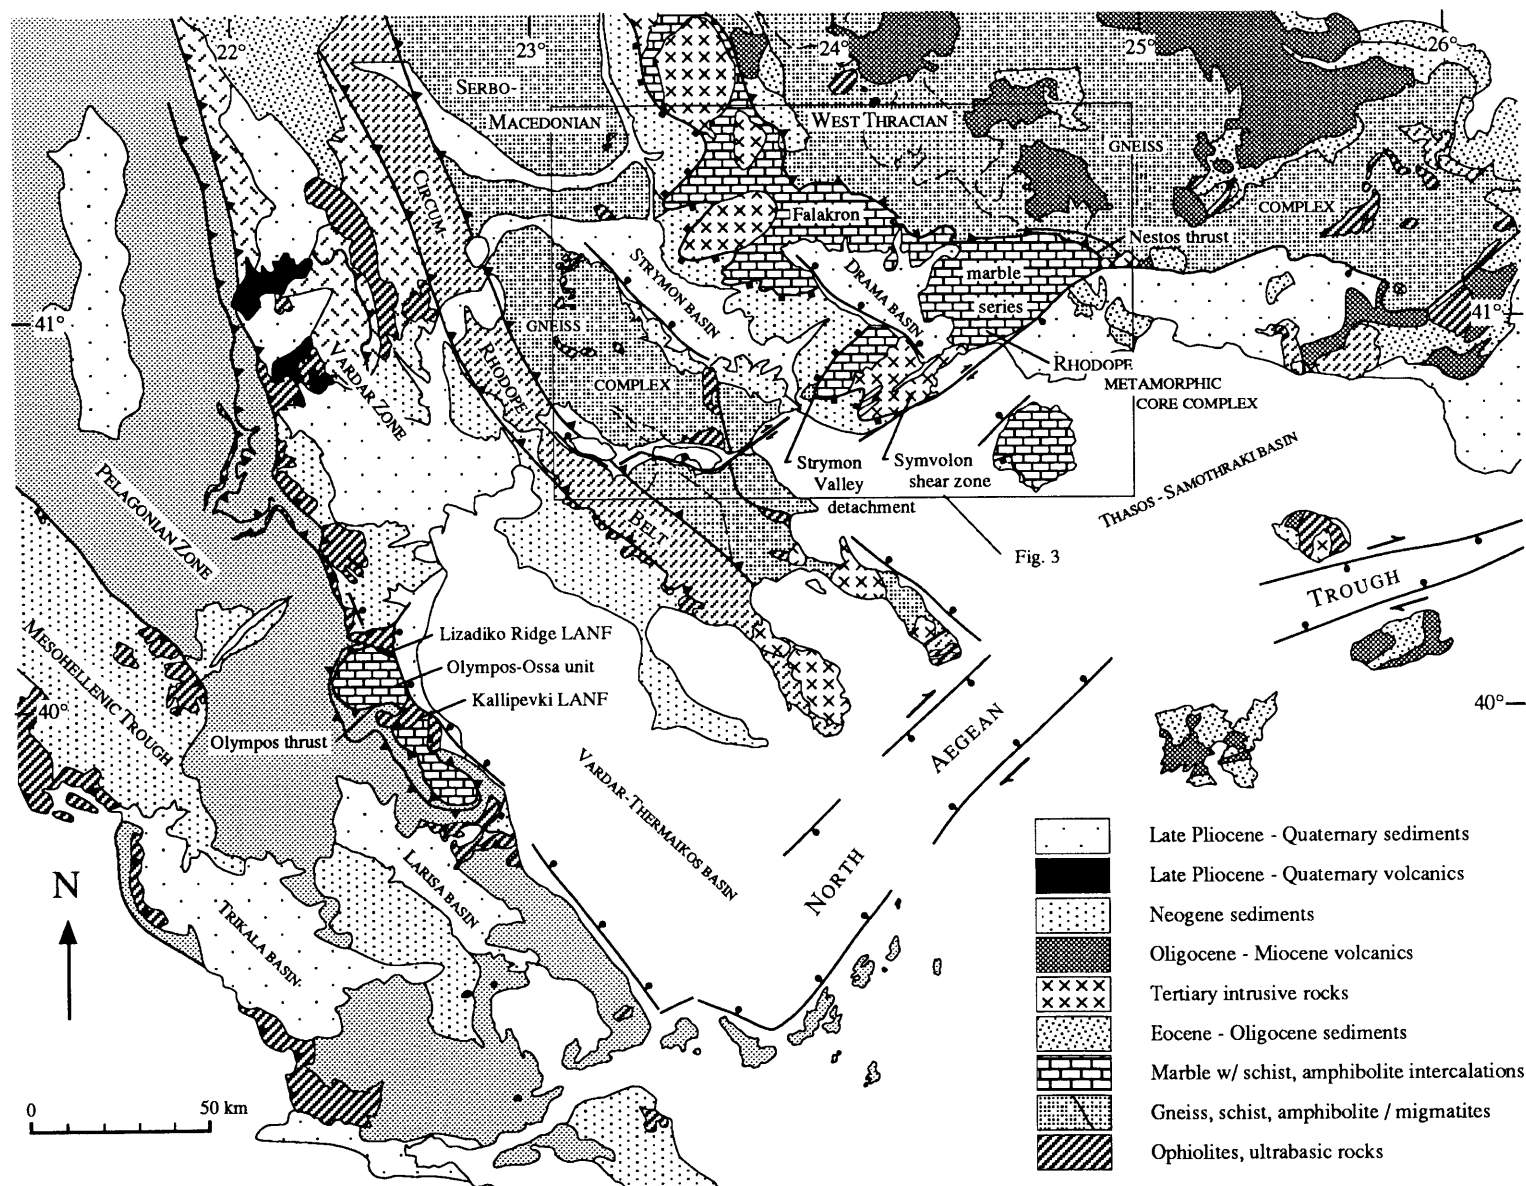 22°
23°
24°
25°
26°
SERBO-
MACEDONIAN
WEST THRACIAN
GNEISS
COMPLEX
CIRCUM-
Falakron
Nestos thrust
marble
series
STRYMON BASIN
DRAMA BASIN
41°
41°
GNEISS
COMPLEX
RHODOPE
VARDAR ZONE
RHODOPE
METAMORPHIC
CORE COMPLEX
Strymon
Valley
detachment
Symvolon
shear zone
THASOS - SAMOTHRAKI BASIN
PELAGONIAN ZONE
BELT
Fig. 3
TROUGH
MESOHELLENIC TROUGH
Lizadiko Ridge LANF
Olympos-Ossa unit
Kallipevki LANF
40°
40°
Olympos thrust
AEGEAN
VARDAR-THERMAIKOS BASIN
NORTH
LARISA BASIN
TRIKALA BASIN
N
0
50 km
Late Pliocene - Quaternary sediments
Late Pliocene - Quaternary volcanics
Neogene sediments
Oligocene - Miocene volcanics
Tertiary intrusive rocks
Eocene - Oligocene sediments
Marble w/ schist, amphibolite intercalations
Gneiss, schist, amphibolite / migmatites
Ophiolites, ultrabasic rocks